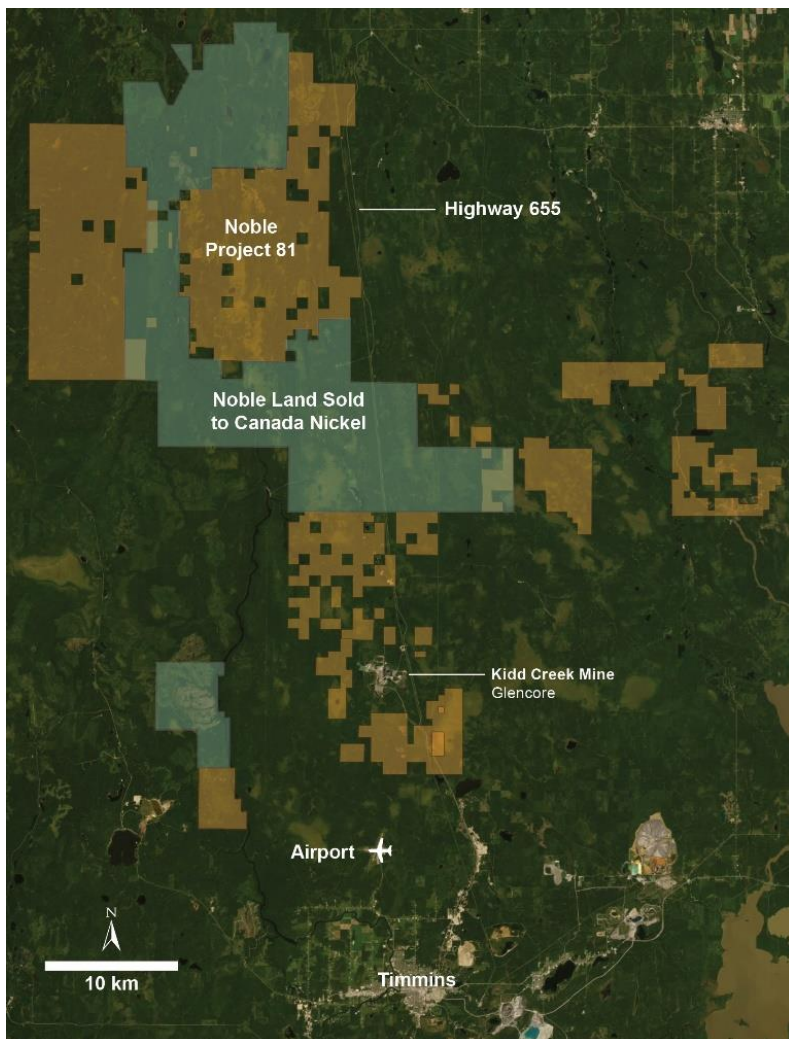 Highway 655
Noble
Project 81
Noble Land Sold
to Canada Nickel
Kidd Creek Mine
Glencore
Airport
N
10 km
Timmins